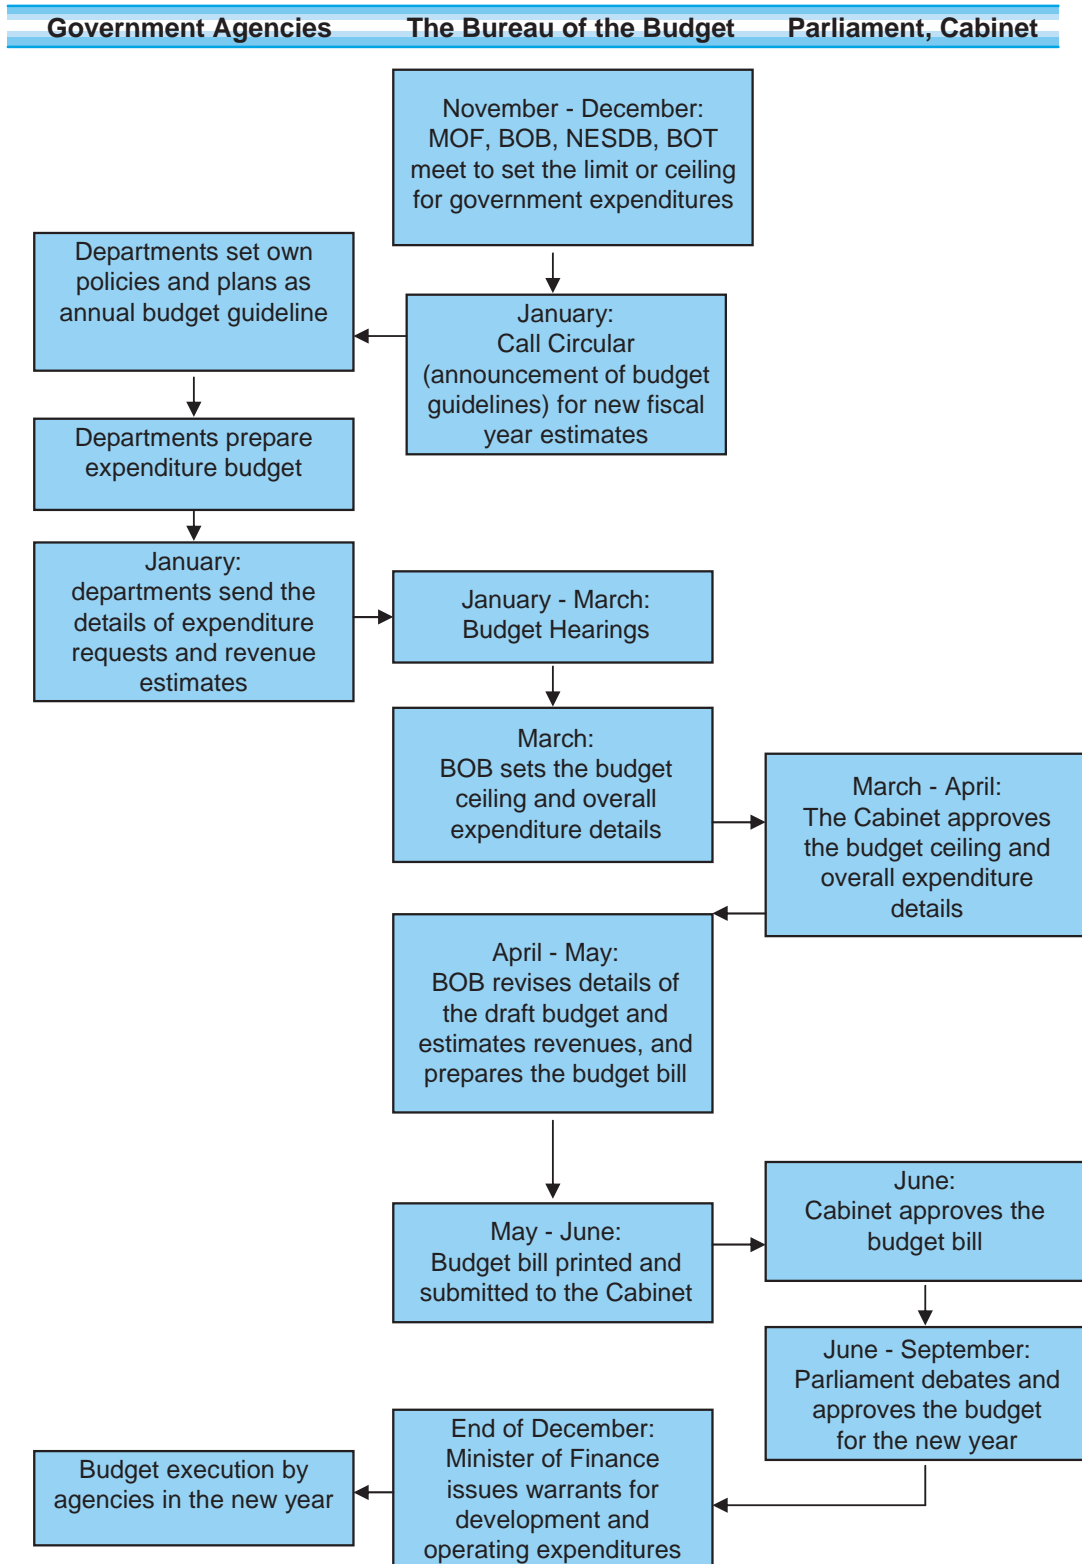 Government Agencies The Bureau of the Budget Parliament, Cabinet
November - December:
MOF, BOB, NESDB, BOT
meet to set the limit or ceiling
for government expenditures
Departments set own
policies and plans as
annual budget guideline
January:
Call Circular
(announcement of budget
guidelines) for new fiscal
year estimates
Departments prepare
expenditure budget
January:
departments send the
details of expenditure
requests and revenue
estimates
January - March:
Budget Hearings
March:
BOB sets the budget
ceiling and overall
expenditure details
March - April:
The Cabinet approves
the budget ceiling and
overall expenditure
details
April - May:
BOB revises details of
the draft budget and
estimates revenues, and
prepares the budget bill
May - June:
Budget bill printed and
submitted to the Cabinet
June:
Cabinet approves the
budget bill
June - September:
Parliament debates and
approves the budget
for the new year
End of December:
Minister of Finance
issues warrants for
development and
operating expenditures
Budget execution by
agencies in the new year